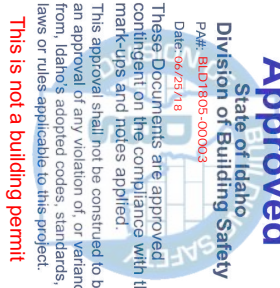 Approved
State of Idaho
Division of Building Safety
PA#: BLD1805-00003
Date: 06/25/18
These Documents are approved
contingent on the compliance with
mark-ups and notes applied.
This approval shall not be construed to
an approval of any violation of, or
from, Idaho's adopted codes, standards,
laws or rules applicable to this project.
This is not a building permit